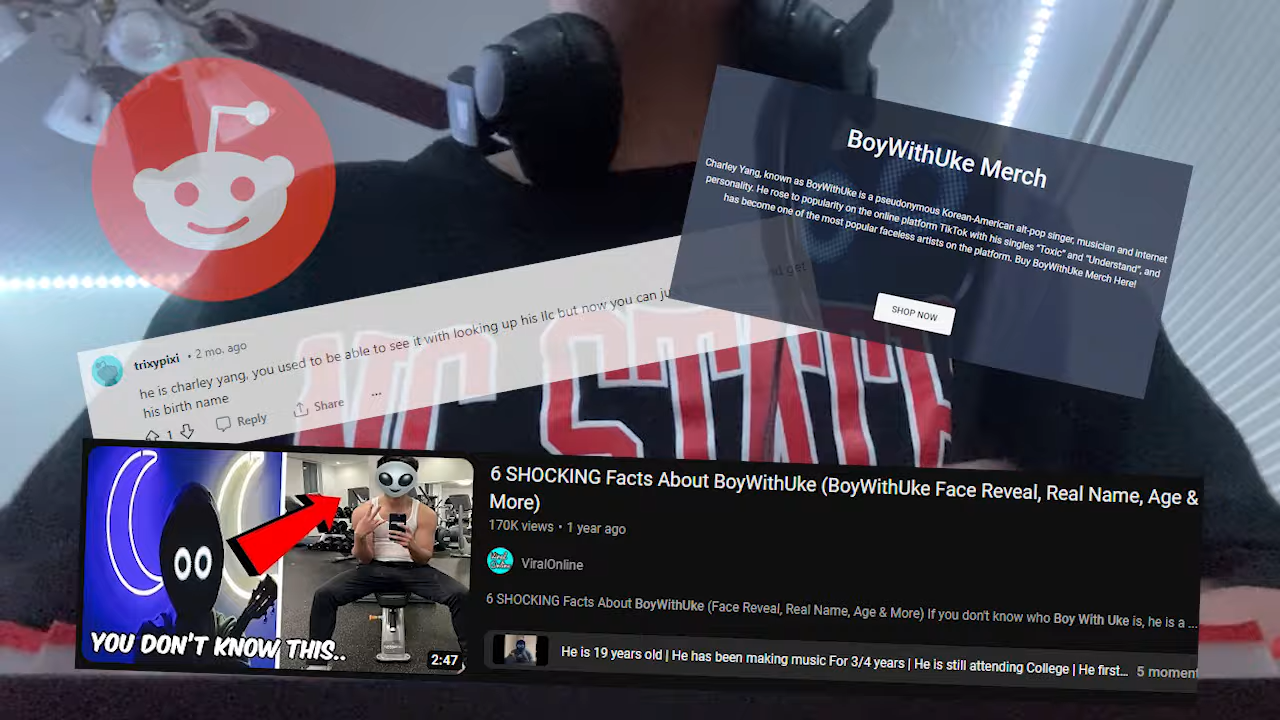 BoyWithUke Merch
Charley Yang, known as BoyWithUke is a pseudonymous Korean-American alt-pop singer, musician and internet
personality. He rose to popularity on the online platform TikTok with his singles “Toxic” and “Understand”, and
has become one of the most popular faceless artists on the platform. Buy BoyWithUke Merch Here!
SHOP NOW
trixypixi • 2 mo. ago
he is charley yang, you used to be able to see it with looking up his llc but now you can ju and get
his birth name
1 Reply Share ...
NC STATE
6 SHOCKING Facts About BoyWithUke (BoyWithUke Face Reveal, Real Name, Age &
More)
170K views • 1 year ago
ViralOnline
6 SHOCKING Facts About BoyWithUke (Face Reveal, Real Name, Age & More) If you don't know who Boy With Uke is, he is a ...
He is 19 years old | He has been making music For 3/4 years | He is still attending College | He first... 5 moment
YOU DON'T KNOW THIS..
2:47